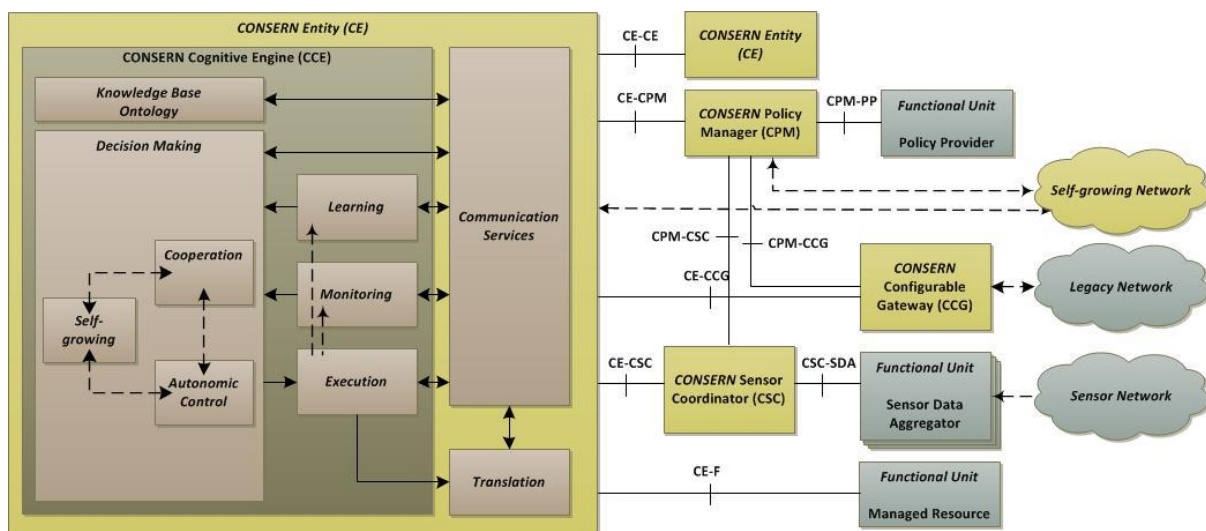 CONSERN Entity (CE)
CONSERN Cognitive Engine (CCE)
Knowledge Base
Ontology
Decision Making
Learning
Cooperation
Monitoring
Self-
growing
Autonomic
Control
Execution
Communication
Services
Translation
CE-CE
CONSERN Entity
(CE)
CE-CPM
CONSERN Policy
Manager (CPM)
CPM-PP
Functional Unit
Policy Provider
Self-growing Network
CPM-CSC
CPM-CCG
CE-CCG
CONSERN
Configurable
Gateway (CCG)
Legacy Network
CE-CSC
CONSERN Sensor
Coordinator (CSC)
CSC-SDA
Functional Unit
Sensor Data
Aggregator
Sensor Network
CE-F
Functional Unit
Managed Resource